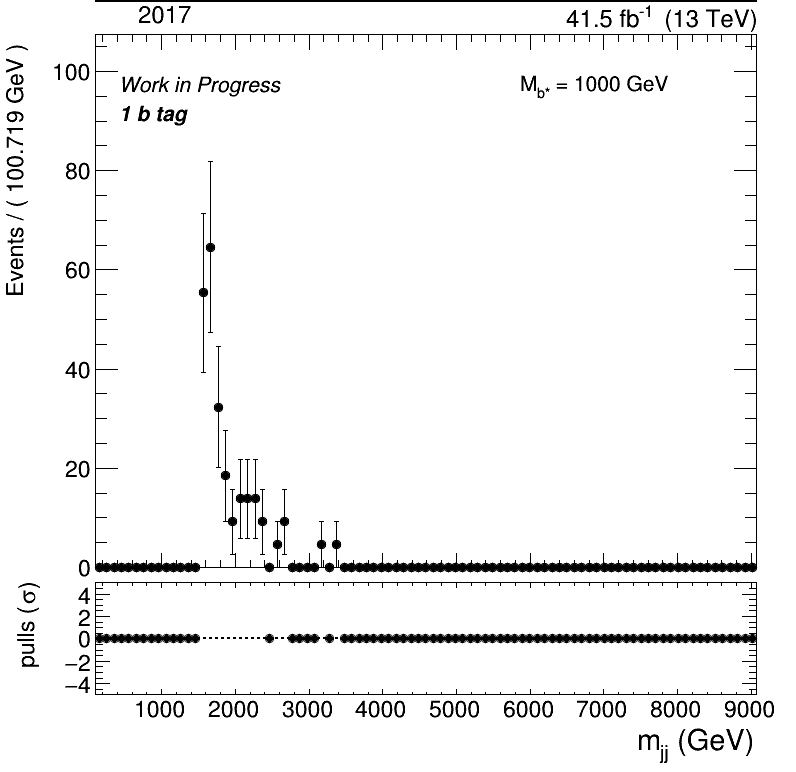 2017
41.5 fb⁻¹ (13 TeV)
Events / ( 100.719 GeV )
Work in Progress
1 b tag
M_b* = 1000 GeV
100
80
60
40
20
0
pulls (σ)
4
2
0
−2
−4
1000 2000 3000 4000 5000 6000 7000 8000 9000
m_jj (GeV)